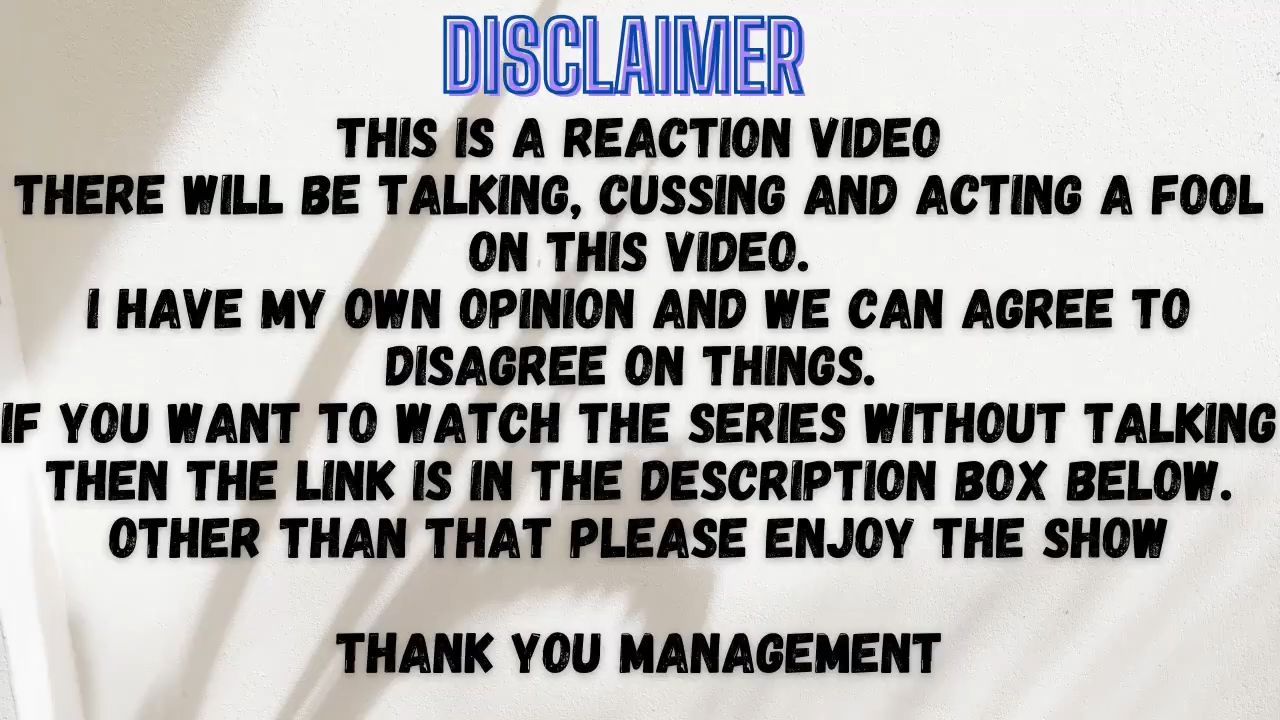 DISCLAIMER
THIS IS A REACTION VIDEO
THERE WILL BE TALKING, CUSSING AND ACTING A FOOL
ON THIS VIDEO.
I HAVE MY OWN OPINION AND WE CAN AGREE TO
DISAGREE ON THINGS.
IF YOU WANT TO WATCH THE SERIES WITHOUT TALKING
THEN THE LINK IS IN THE DESCRIPTION BOX BELOW.
OTHER THAN THAT PLEASE ENJOY THE SHOW
THANK YOU MANAGEMENT